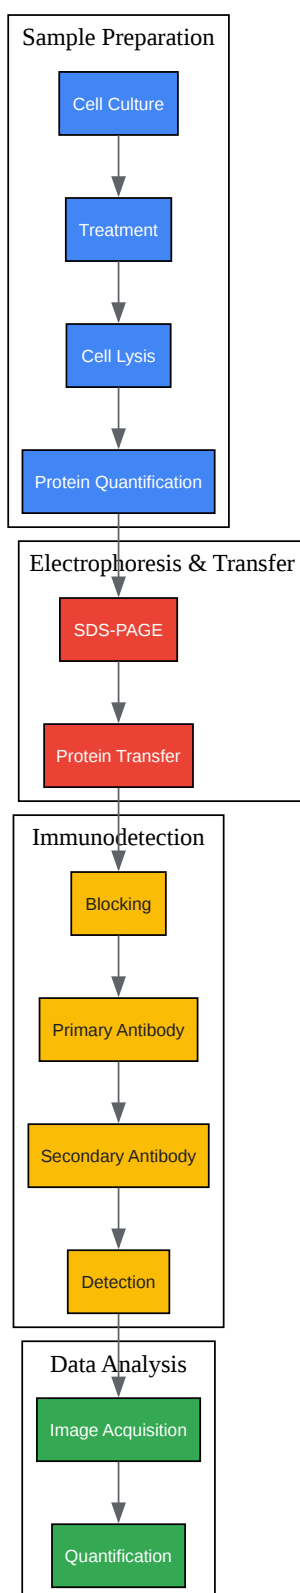 Sample Preparation
Cell Culture
Treatment
Cell Lysis
Protein Quantification
Electrophoresis & Transfer
SDS-PAGE
Protein Transfer
Immunodetection
Blocking
Primary Antibody
Secondary Antibody
Detection
Data Analysis
Image Acquisition
Quantification